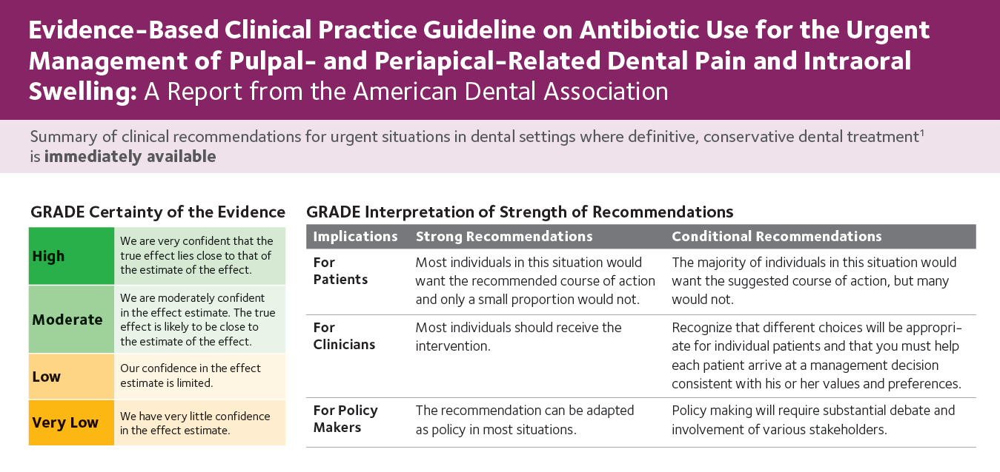 Evidence-Based Clinical Practice Guideline on Antibiotic Use for the Urgent
Management of Pulpal- and Periapical-Related Dental Pain and Intraoral
Swelling: A Report from the American Dental Association
Summary of clinical recommendations for urgent situations in dental settings where definitive, conservative dental treatment¹
is immediately available
GRADE Certainty of the Evidence
High
We are very confident that the
true effect lies close to that of
the estimate of the effect.
Moderate
We are moderately confident
in the effect estimate. The true
effect is likely to be close to
the estimate of the effect.
Low
Our confidence in the effect
estimate is limited.
Very Low
We have very little confidence
in the effect estimate.
GRADE Interpretation of Strength of Recommendations
Implications Strong Recommendations Conditional Recommendations
For
Patients
Most individuals in this situation would
want the recommended course of action
and only a small proportion would not.
The majority of individuals in this situation would
want the suggested course of action, but many
would not.
For
Clinicians
Most individuals should receive the
intervention.
Recognize that different choices will be appropri-
ate for individual patients and that you must help
each patient arrive at a management decision
consistent with his or her values and preferences.
For Policy
Makers
The recommendation can be adapted
as policy in most situations.
Policy making will require substantial debate and
involvement of various stakeholders.